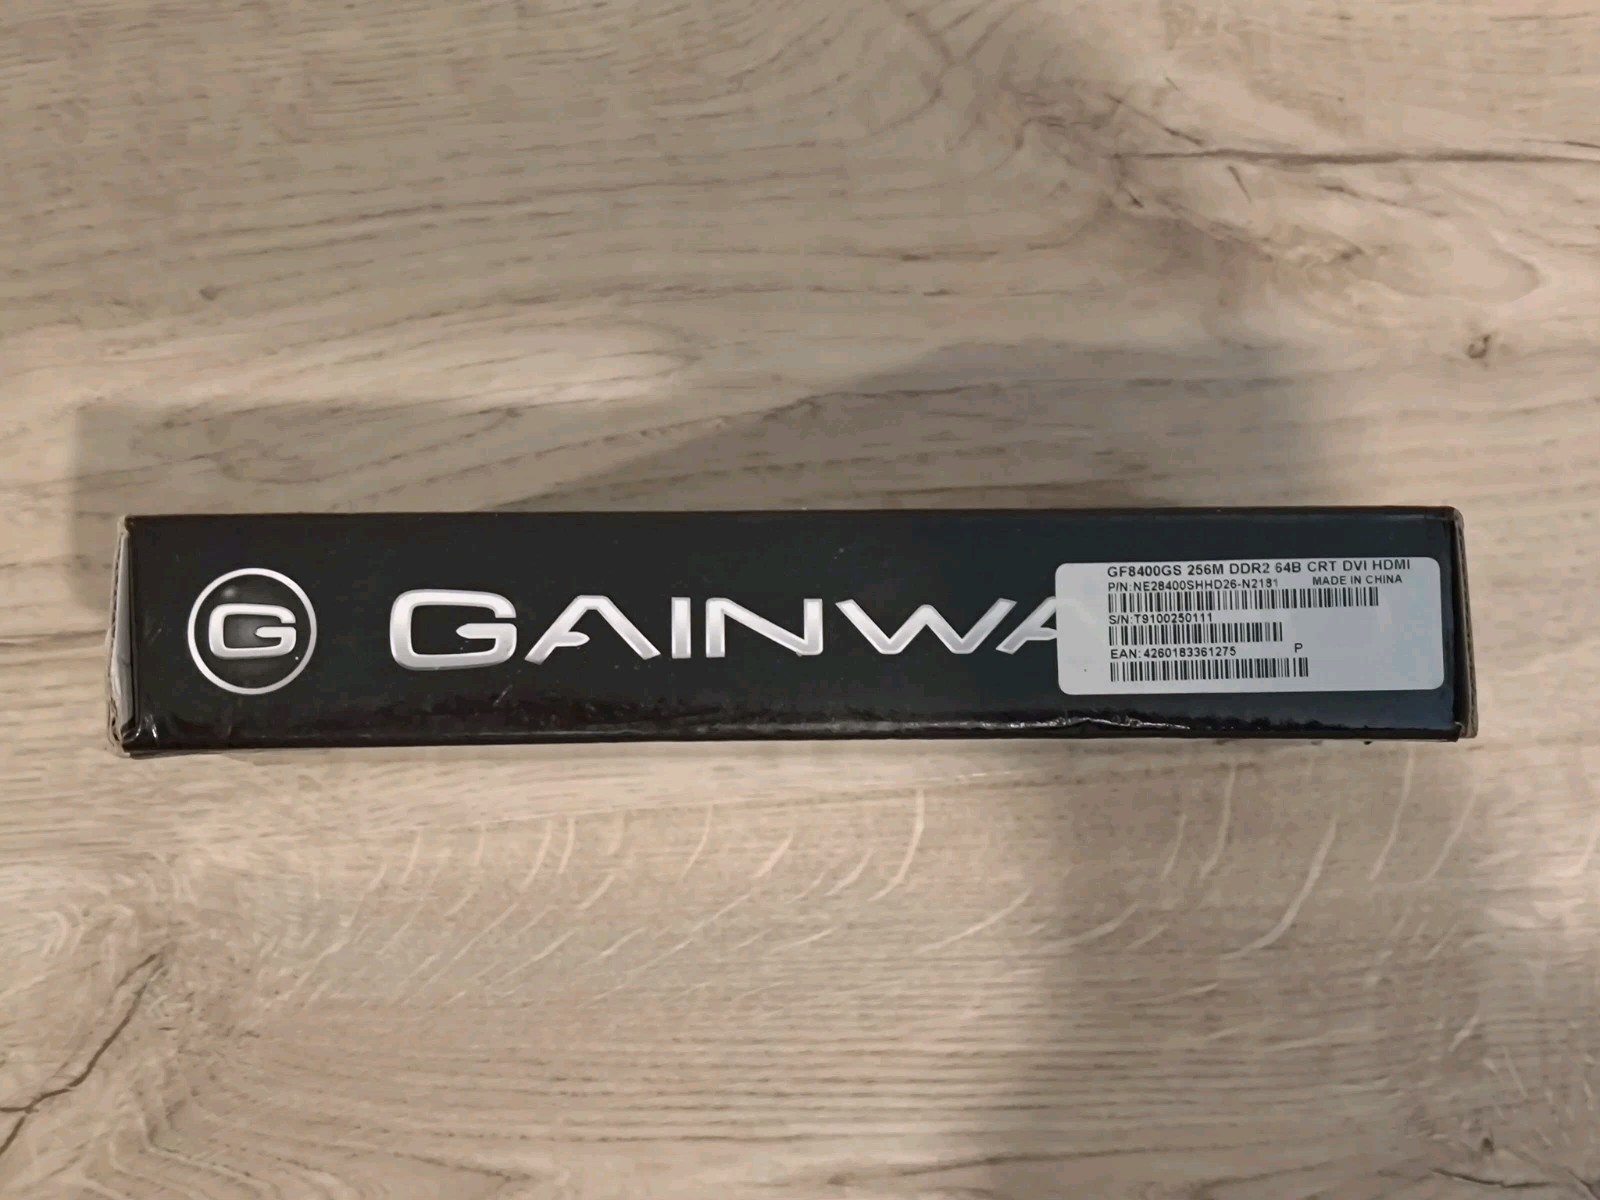 G GAINWA
GF8400GS 256M DDR2 64B CRT DVI HDMI
P/N:NE28400SHHD26-N2181 MADE IN CHINA
S/N:T9100250111
EAN:4260183361275 P